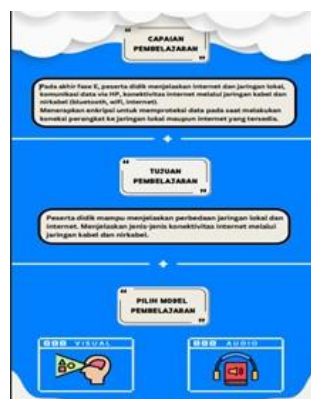 CAPAIAN
PEMBELAJARAN
Pada akhir fase E, peserta didik menjelaskan internet dan jaringan lokal,
komunikasi data via HP, konektivitas internet melalui jaringan kabel dan
nirkabel (bluetooth, wifi, internet).
Menerapkan enkripsi untuk memproteksi data pada saat melakukan
koneksi perangkat ke jaringan lokal maupun internet yang tersedia.
TUJUAN
PEMBELAJARAN
Peserta didik mampu menjelaskan perbedaan jaringan lokal dan
internet. Menjelaskan jenis-jenis konektivitas internet melalui
jaringan kabel dan nirkabel.
PILIH MODEL
PEMBELAJARAN
VISUAL
AUDIO